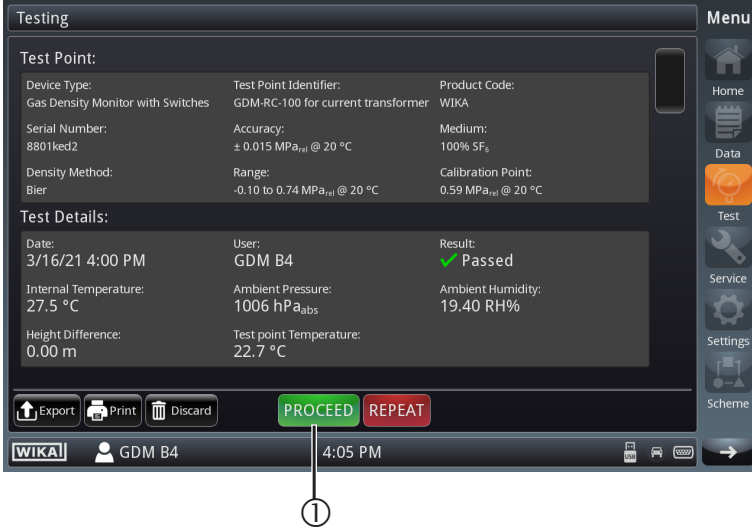 Testing
Menu
Test Point:
Device Type:
Test Point Identifier:
Product Code:
Gas Density Monitor with Switches
GDM-RC-100 for current transformer
WIKA
Serial Number:
Accuracy:
Medium:
8801ked2
± 0.015 MParel @ 20 °C
100% SF6
Density Method:
Range:
Calibration Point:
Bier
-0.10 to 0.74 MParel @ 20 °C
0.59 MParel @ 20 °C
Test Details:
Date:
User:
Result:
3/16/21 4:00 PM
GDM B4
✓ Passed
Internal Temperature:
Ambient Pressure:
Ambient Humidity:
27.5 °C
1006 hPaabs
19.40 RH%
Height Difference:
Test point Temperature:
0.00 m
22.7 °C
Home
Data
Test
Service
Settings
Scheme
Export
Print
Discard
PROCEED
REPEAT
WIKA
GDM B4
4:05 PM
USB
①